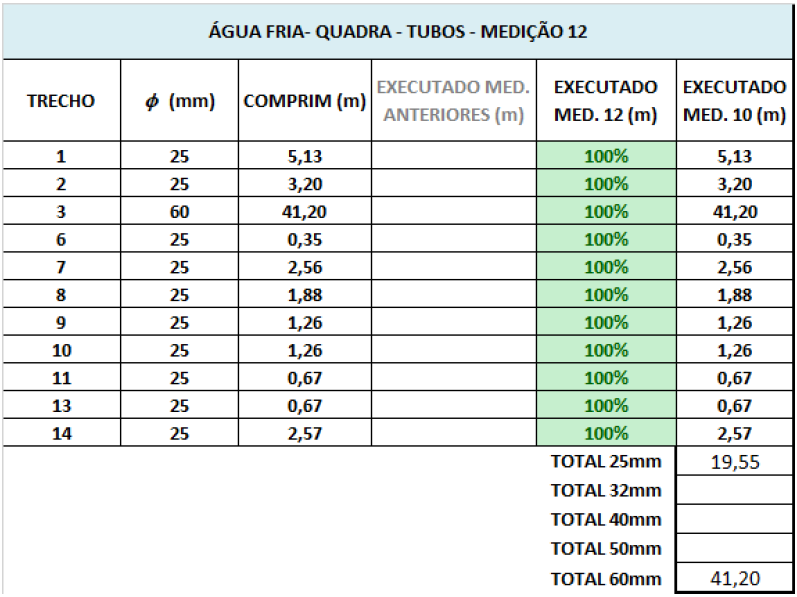 ÁGUA FRIA- QUADRA - TUBOS - MEDIÇÃO 12
TRECHO ϕ (mm) COMPRIM (m) EXECUTADO MED. ANTERIORES (m) EXECUTADO MED. 12 (m) EXECUTADO MED. 10 (m)
1 25 5,13 100% 5,13
2 25 3,20 100% 3,20
3 60 41,20 100% 41,20
6 25 0,35 100% 0,35
7 25 2,56 100% 2,56
8 25 1,88 100% 1,88
9 25 1,26 100% 1,26
10 25 1,26 100% 1,26
11 25 0,67 100% 0,67
13 25 0,67 100% 0,67
14 25 2,57 100% 2,57
TOTAL 25mm 19,55
TOTAL 32mm
TOTAL 40mm
TOTAL 50mm
TOTAL 60mm 41,20